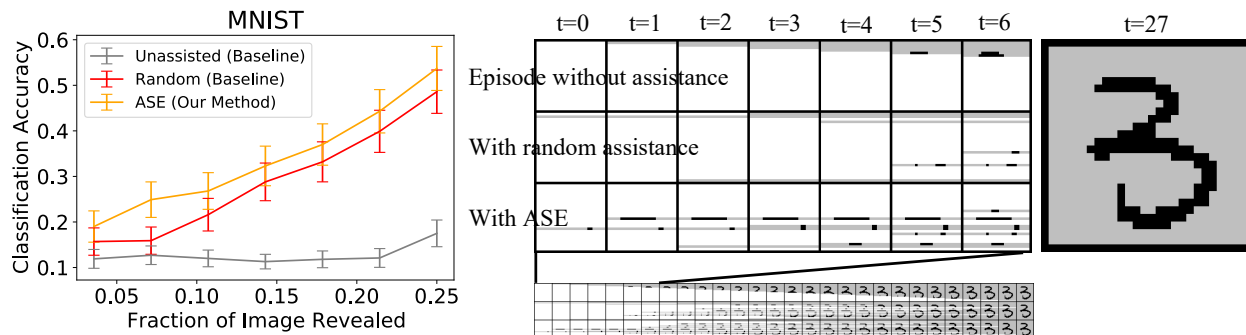 MNIST
0.6
0.5
0.4
0.3
0.2
0.1
Classification Accuracy
Unassisted (Baseline)
Random (Baseline)
ASE (Our Method)
0.05 0.10 0.15 0.20 0.25
Fraction of Image Revealed
t=0 t=1 t=2 t=3 t=4 t=5 t=6 t=27
Episode without assistance
With random assistance
With ASE
3